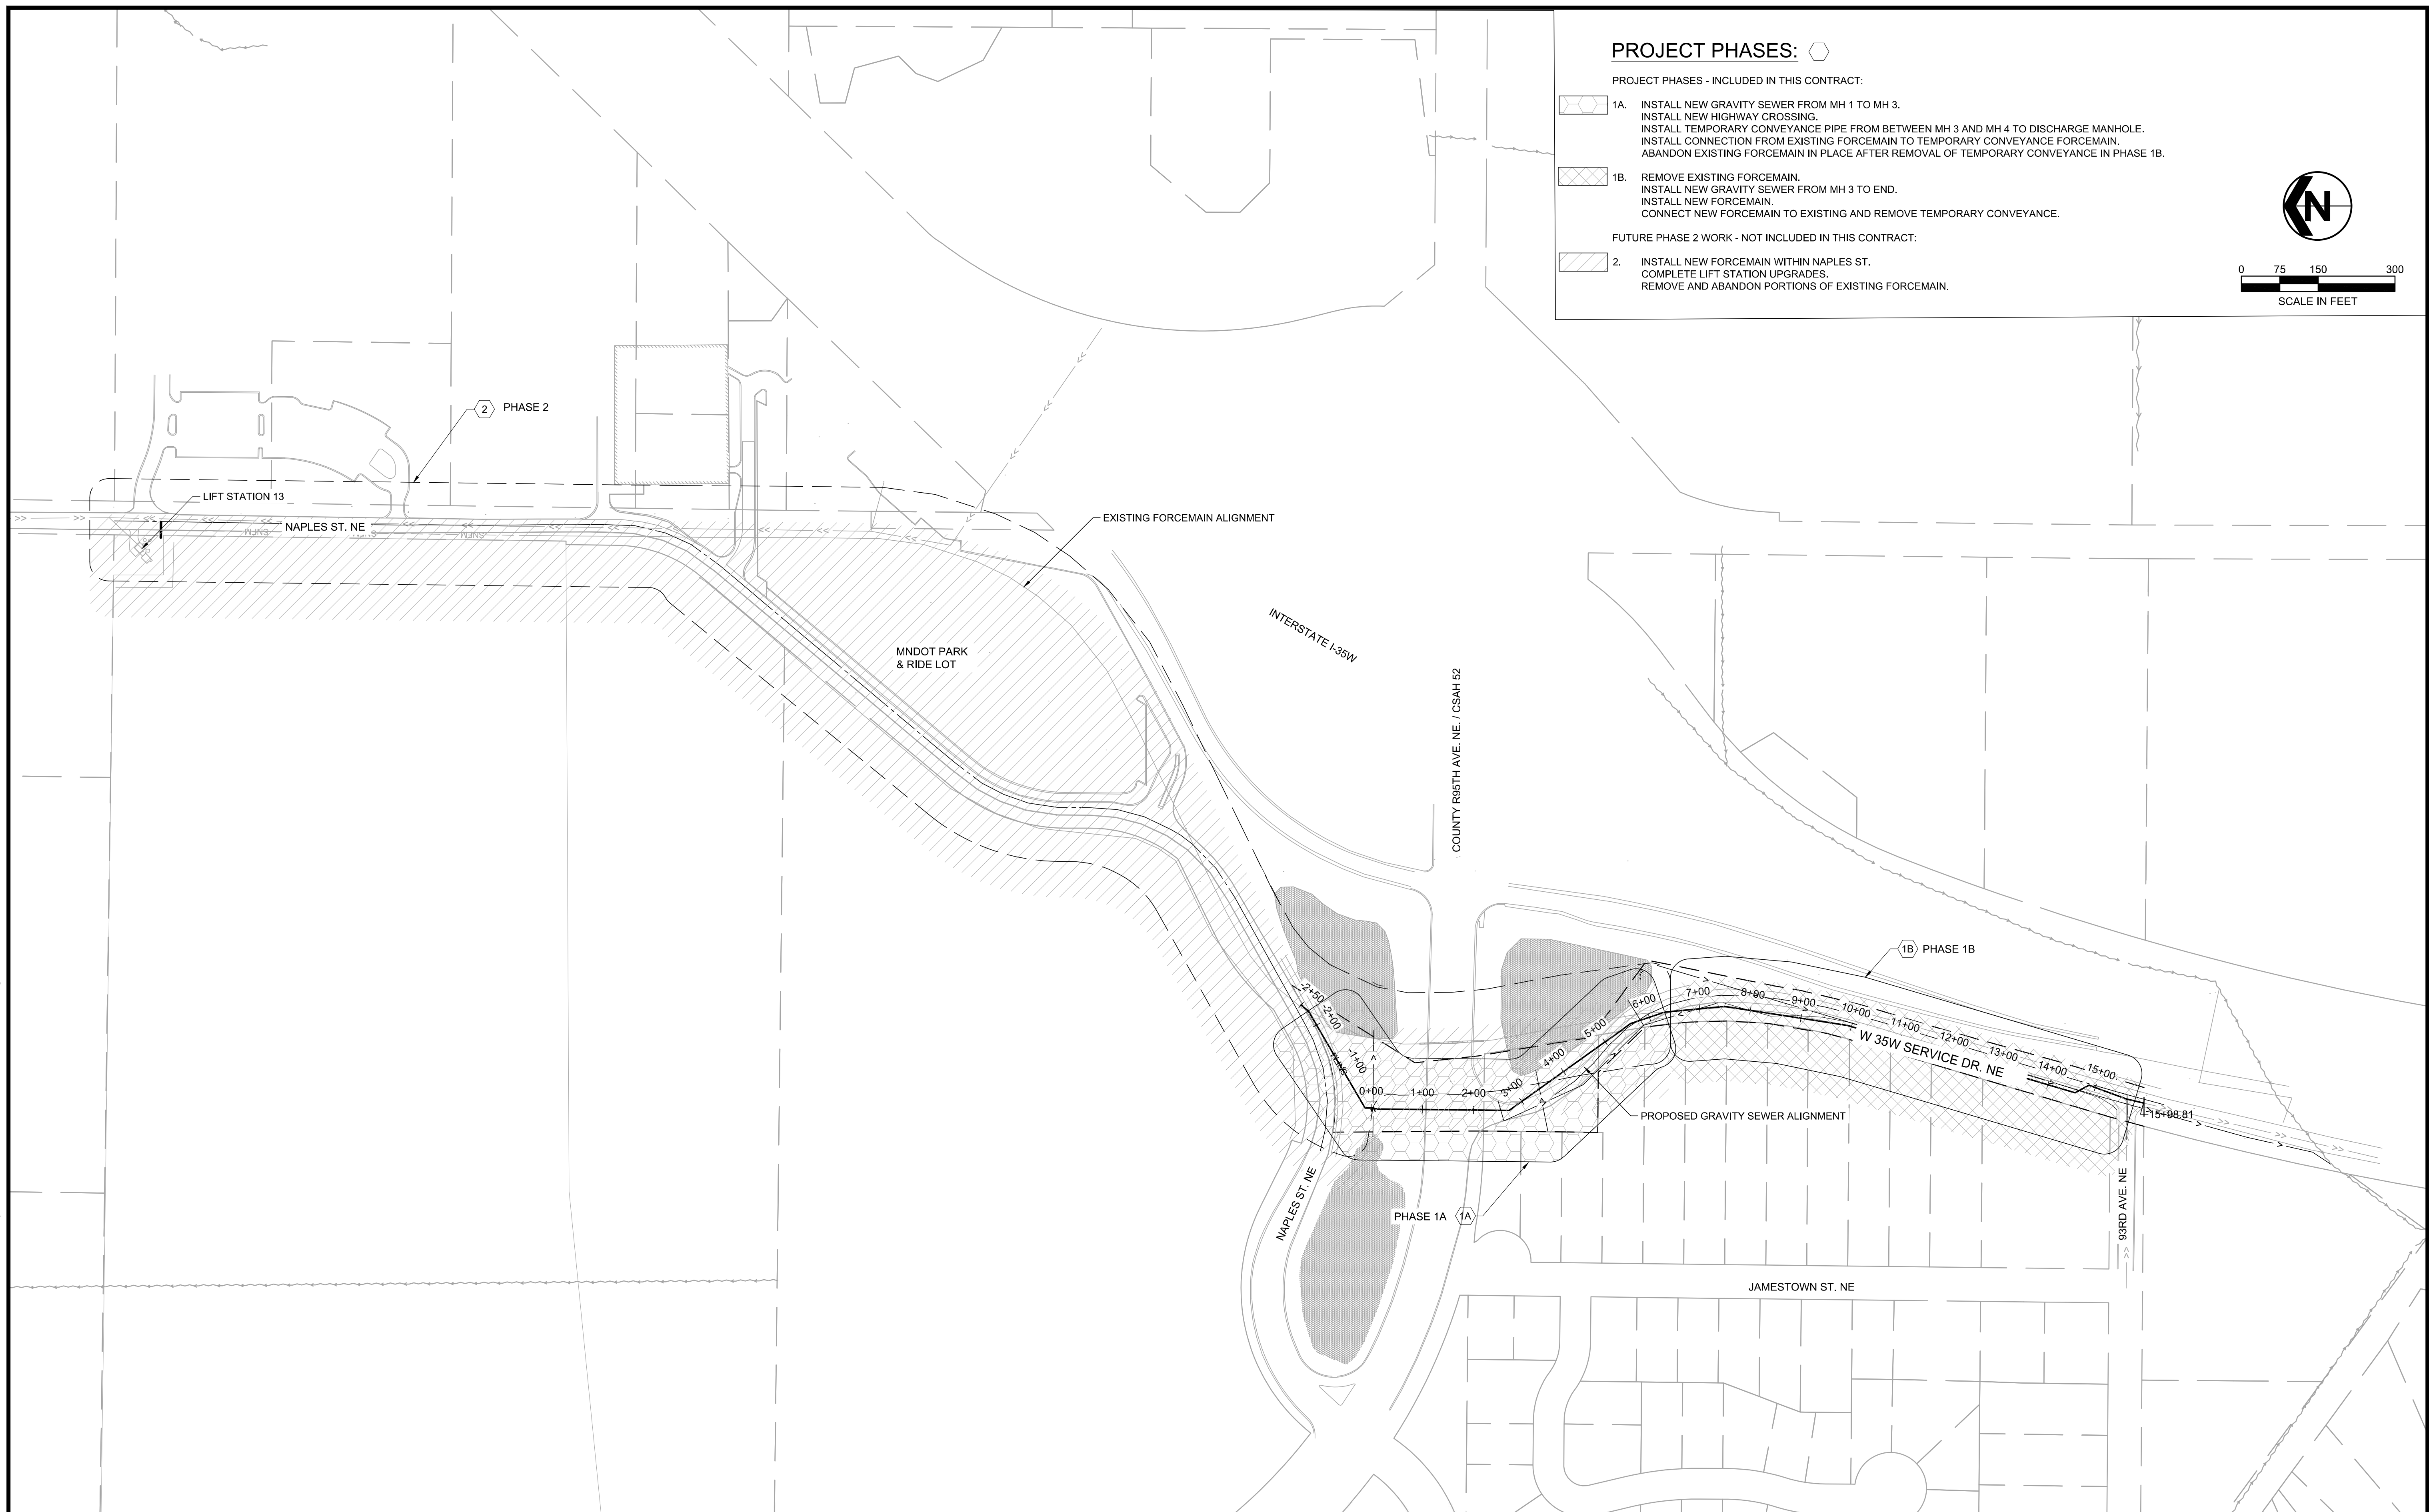 PROJECT PHASES:
PROJECT PHASES - INCLUDED IN THIS CONTRACT:
1A. INSTALL NEW GRAVITY SEWER FROM MH 1 TO MH 3.
INSTALL NEW HIGHWAY CROSSING.
INSTALL TEMPORARY CONVEYANCE PIPE FROM BETWEEN MH 3 AND MH 4 TO DISCHARGE MANHOLE.
INSTALL CONNECTION FROM EXISTING FORCEMAIN TO TEMPORARY CONVEYANCE FORCEMAIN.
ABANDON EXISTING FORCEMAIN IN PLACE AFTER REMOVAL OF TEMPORARY CONVEYANCE IN PHASE 1B.
1B. REMOVE EXISTING FORCEMAIN.
INSTALL NEW GRAVITY SEWER FROM MH 3 TO END.
INSTALL NEW FORCEMAIN.
CONNECT NEW FORCEMAIN TO EXISTING AND REMOVE TEMPORARY CONVEYANCE.
FUTURE PHASE 2 WORK - NOT INCLUDED IN THIS CONTRACT:
2. INSTALL NEW FORCEMAIN WITHIN NAPLES ST.
COMPLETE LIFT STATION UPGRADES.
REMOVE AND ABANDON PORTIONS OF EXISTING FORCEMAIN.
N
0 75 150 300
SCALE IN FEET
2 PHASE 2
LIFT STATION 13
NAPLES ST. NE
EXISTING FORCEMAIN ALIGNMENT
MNDOT PARK
& RIDE LOT
INTERSTATE I-35W
COUNTY R95TH AVE. NE. / CSAH 52
1B PHASE 1B
-2+50
-2+00
-1+00
0+00
1+00
2+00
3+00
4+00
5+00
6+00
7+00
8+00
9+00
10+00
11+00
12+00
13+00
14+00
15+00
15+98.81
W 35W SERVICE DR. NE
PROPOSED GRAVITY SEWER ALIGNMENT
PHASE 1A 1A
NAPLES ST. NE
93RD AVE. NE
JAMESTOWN ST. NE